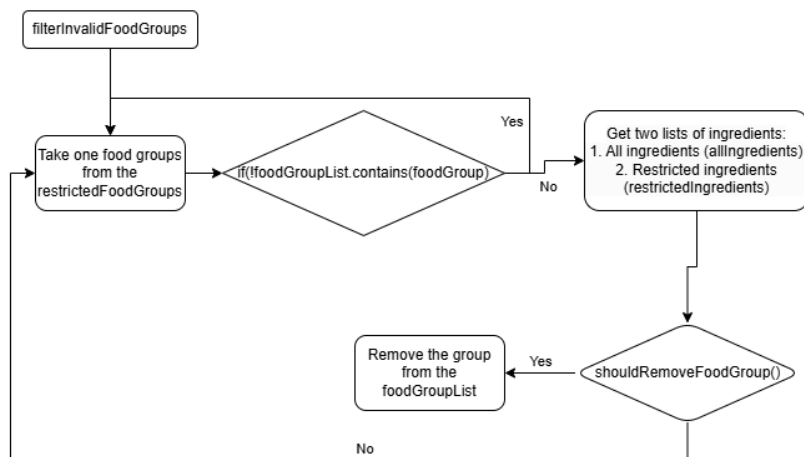 filterInvalidFoodGroups
Yes
Take one food groups
from the
restrictedFoodGroups
if(!foodGroupList.contains(foodGroup)
No
Get two lists of ingredients:
1. All ingredients (allIngredients)
2. Restricted ingredients
(restrictedIngredients)
Remove the group
from the
foodGroupList
Yes
shouldRemoveFoodGroup()
No